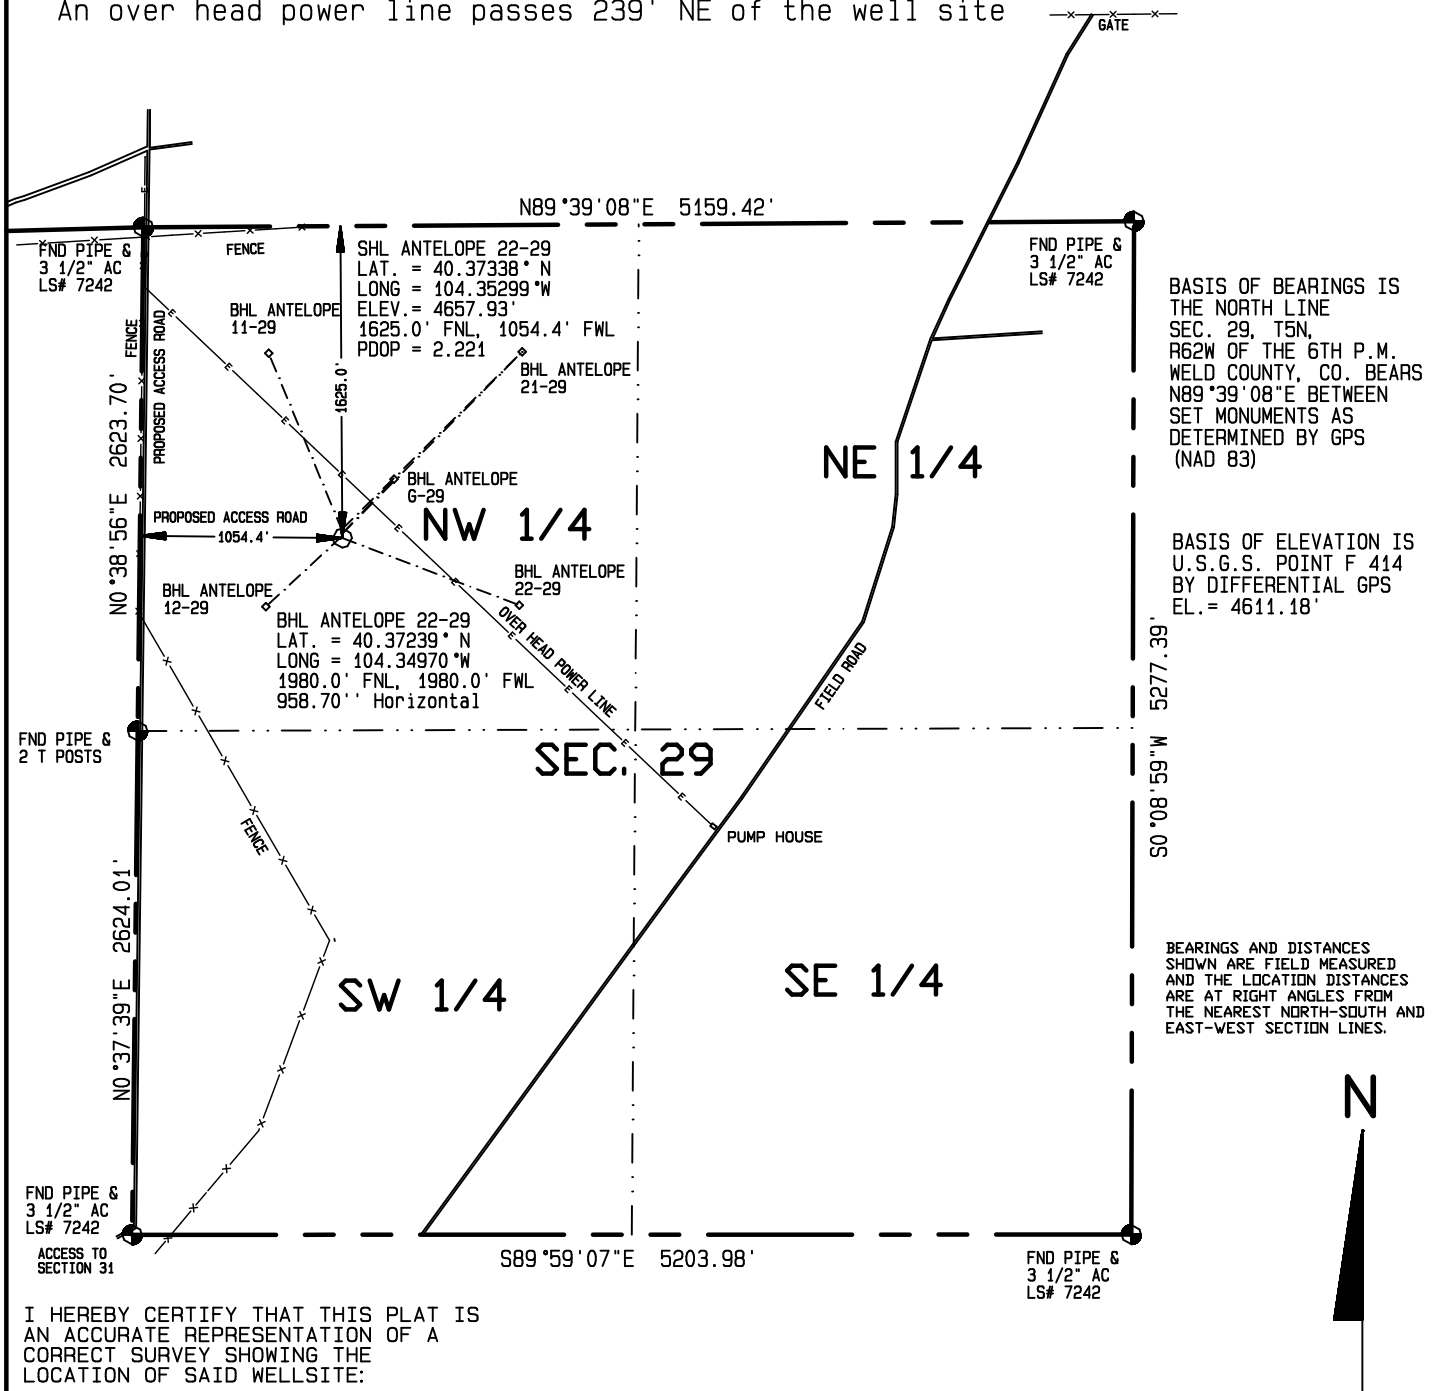 An over head power line passes 239' NE of the well site
GATE
N89°39'08"E 5159.42'
FND PIPE &
3 1/2" AC
LS# 7242
FENCE
SHL ANTELOPE 22-29
LAT. = 40.37338° N
LONG = 104.35299°W
ELEV.= 4657.93'
1625.0' FNL, 1054.4' FWL
PDOP = 2.221
FND PIPE &
3 1/2" AC
LS# 7242
BASIS OF BEARINGS IS
THE NORTH LINE
SEC. 29, T5N,
R62W OF THE 6TH P.M.
WELD COUNTY, CO. BEARS
N89°39'08"E BETWEEN
SET MONUMENTS AS
DETERMINED BY GPS
(NAD 83)
BHL ANTELOPE
11-29
FENCE
PROPOSED ACCESS ROAD
1625.0'
BHL ANTELOPE
21-29
N0°38'56"E 2623.70'
NE 1/4
BHL ANTELOPE
G-29
NW 1/4
PROPOSED ACCESS ROAD
1054.4'
BASIS OF ELEVATION IS
U.S.G.S. POINT F 414
BY DIFFERENTIAL GPS
EL.= 4611.18'
BHL ANTELOPE
12-29
BHL ANTELOPE
22-29
BHL ANTELOPE 22-29
LAT. = 40.37239° N
LONG = 104.34970°W
1980.0' FNL, 1980.0' FWL
958.70'' Horizontal
OVER HEAD POWER LINE
FIELD ROAD
S0°08'59"W 5277.39'
FND PIPE &
2 T POSTS
SEC. 29
PUMP HOUSE
FENCE
N0°37'39"E 2624.01'
SW 1/4
SE 1/4
BEARINGS AND DISTANCES
SHOWN ARE FIELD MEASURED
AND THE LOCATION DISTANCES
ARE AT RIGHT ANGLES FROM
THE NEAREST NORTH-SOUTH AND
EAST-WEST SECTION LINES.
N
FND PIPE &
3 1/2" AC
LS# 7242
ACCESS TO
SECTION 31
S89°59'07"E 5203.98'
FND PIPE &
3 1/2" AC
LS# 7242
I HEREBY CERTIFY THAT THIS PLAT IS
AN ACCURATE REPRESENTATION OF A
CORRECT SURVEY SHOWING THE
LOCATION OF SAID WELLSITE: